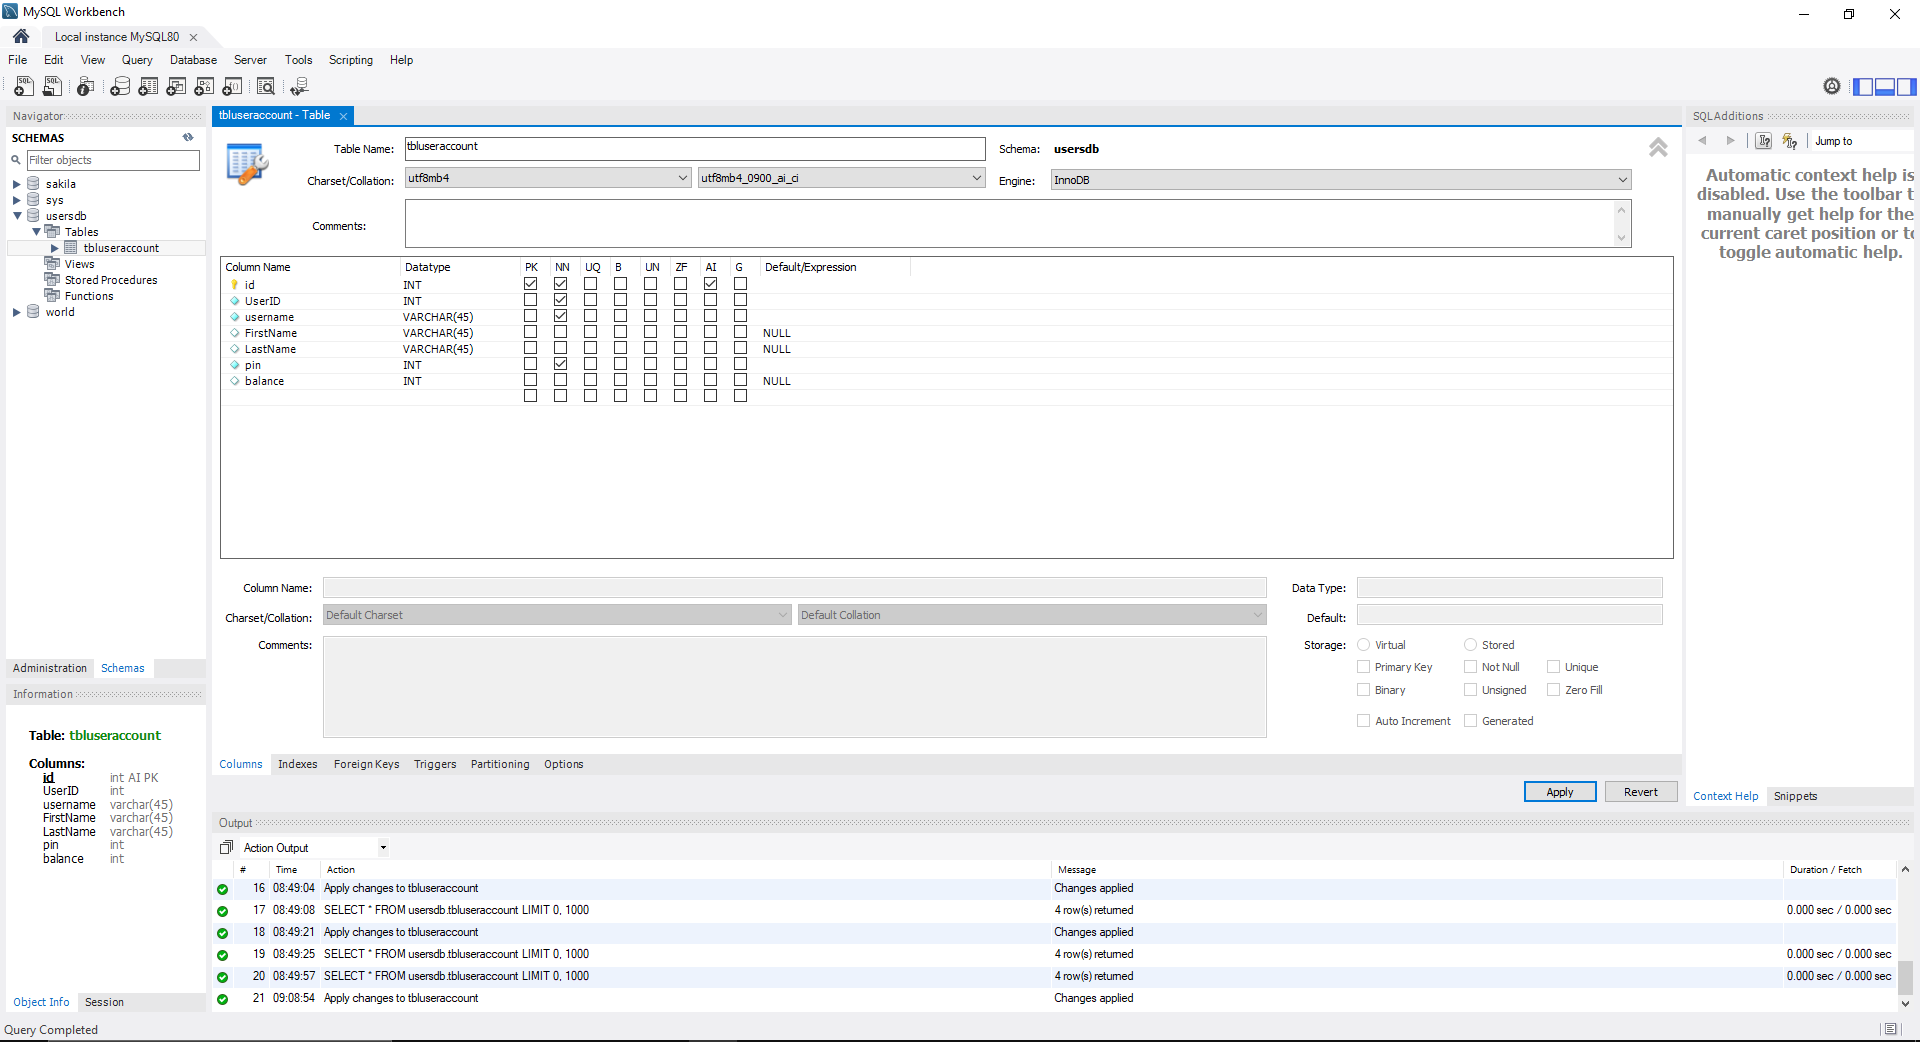 MySQL Workbench
Local instance MySQL80
File Edit View Query Database Server Tools Scripting Help
Navigator
SCHEMAS
Filter objects
sakila
sys
usersdb
Tables
tbluseraccount
Views
Stored Procedures
Functions
world
Administration Schemas
Information
Table: tbluseraccount
Columns:
id int AI PK
UserID int
username varchar(45)
FirstName varchar(45)
LastName varchar(45)
pin int
balance int
Object Info Session
Query Completed
tbluseraccount - Table
Table Name: tbluseraccount Schema: usersdb
Charset/Collation: utf8mb4 utf8mb4_0900_ai_ci Engine: InnoDB
Comments:
Column Name Datatype PK NN UQ B UN ZF AI G Default/Expression
id INT
UserID INT
username VARCHAR(45)
FirstName VARCHAR(45) NULL
LastName VARCHAR(45) NULL
pin INT
balance INT NULL
Column Name: Data Type:
Charset/Collation: Default Charset Default Collation Default:
Comments: Storage: Virtual Stored
Primary Key Not Null Unique
Binary Unsigned Zero Fill
Auto Increment Generated
Columns Indexes Foreign Keys Triggers Partitioning Options
Apply Revert
Output
Action Output
# Time Action Message Duration / Fetch
16 08:49:04 Apply changes to tbluseraccount Changes applied
17 08:49:08 SELECT * FROM usersdb.tbluseraccount LIMIT 0, 1000 4 row(s) returned 0.000 sec / 0.000 sec
18 08:49:21 Apply changes to tbluseraccount Changes applied
19 08:49:25 SELECT * FROM usersdb.tbluseraccount LIMIT 0, 1000 4 row(s) returned 0.000 sec / 0.000 sec
20 08:49:57 SELECT * FROM usersdb.tbluseraccount LIMIT 0, 1000 4 row(s) returned 0.000 sec / 0.000 sec
21 09:08:54 Apply changes to tbluseraccount Changes applied
SQLAdditions
Jump to
Automatic context help is
disabled. Use the toolbar t
manually get help for the
current caret position or to
toggle automatic help.
Context Help Snippets